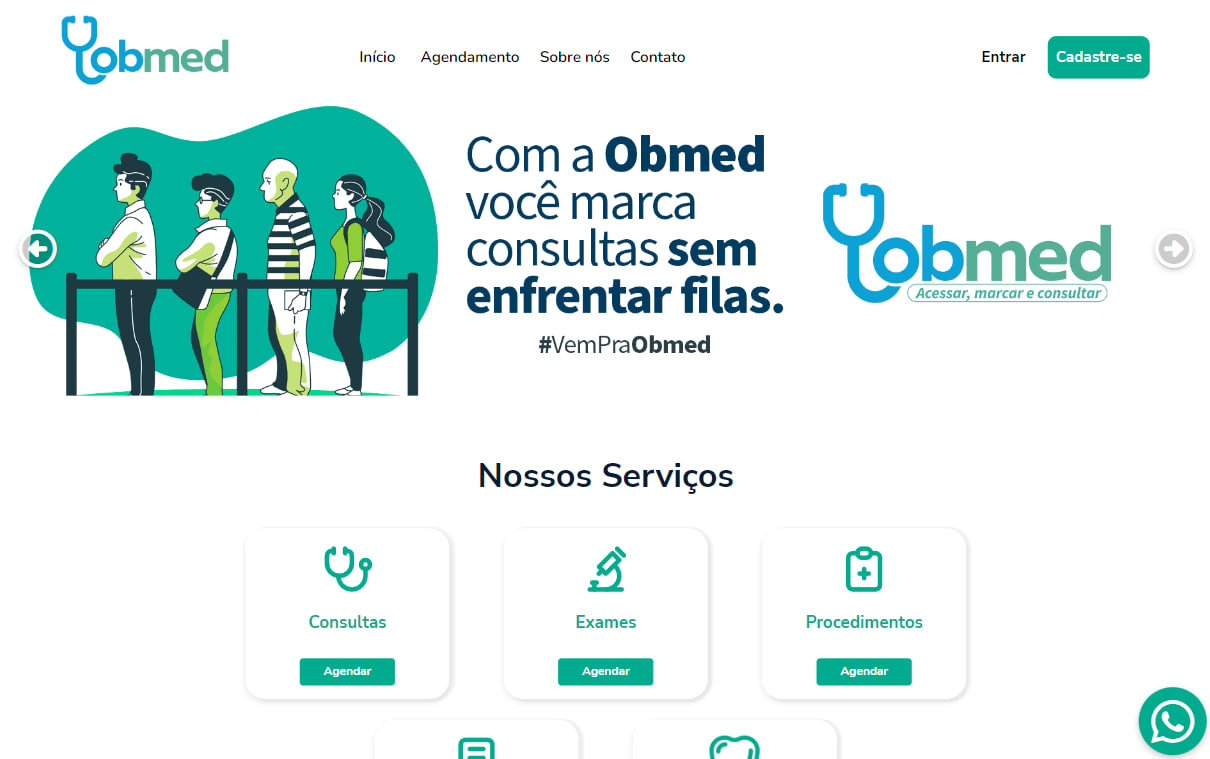 obmed
Início Agendamento Sobre nós Contato
Entrar Cadastre-se
Com a Obmed
você marca
consultas sem
enfrentar filas.
#VemPraObmed
obmed
Acessar, marcar e consultar
Nossos Serviços
Consultas
Agendar
Exames
Agendar
Procedimentos
Agendar